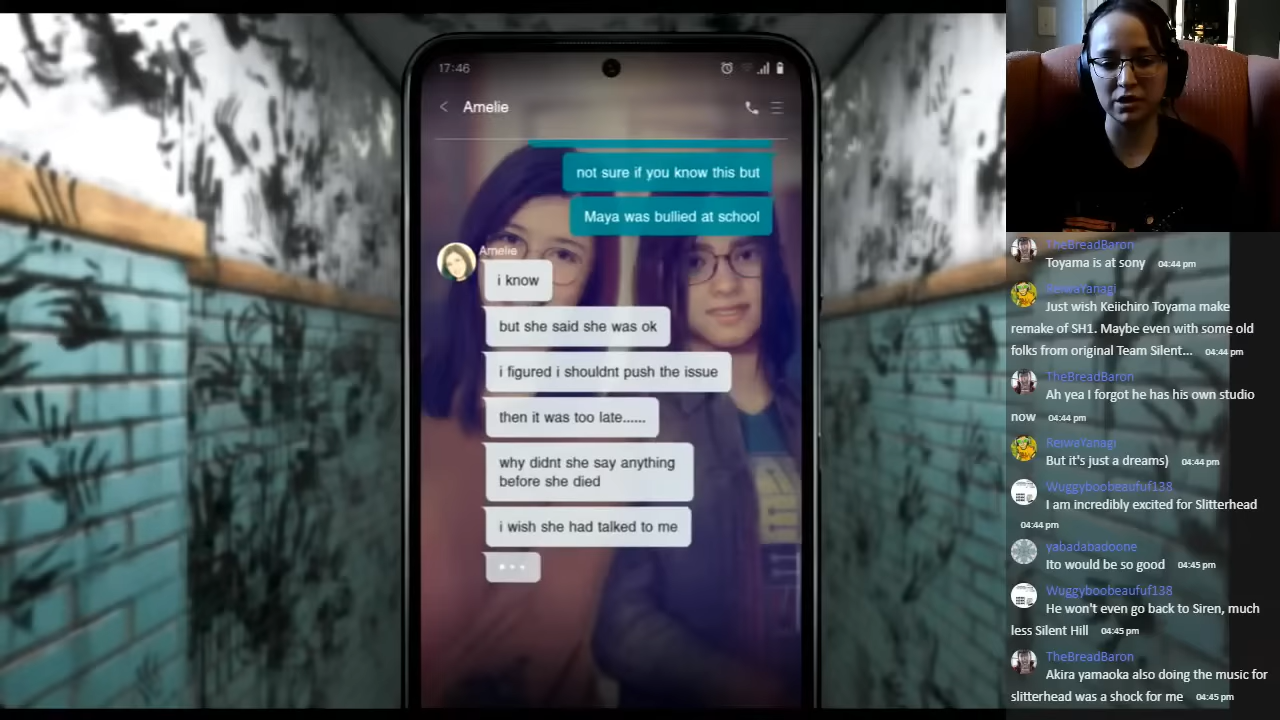 17:46
Amelie
not sure if you know this but
Maya was bullied at school
Amelie
i know
but she said she was ok
i figured i shouldnt push the issue
then it was too late......
why didnt she say anything
before she died
i wish she had talked to me
TheBreadBaron
Toyama is at sony 04:44 pm
ReiwaYanagi
Just wish Keiichiro Toyama make
remake of SH1. Maybe even with some old
folks from original Team Silent... 04:44 pm
TheBreadBaron
Ah yea I forgot he has his own studio
now 04:44 pm
ReiwaYanagi
But it's just a dreams) 04:44 pm
Wuggyboobeaufuf138
I am incredibly excited for Slitterhead
04:44 pm
yabadabadoone
Ito would be so good 04:45 pm
Wuggyboobeaufuf138
He won't even go back to Siren, much
less Silent Hill 04:45 pm
TheBreadBaron
Akira yamaoka also doing the music for
slitterhead was a shock for me 04:45 pm